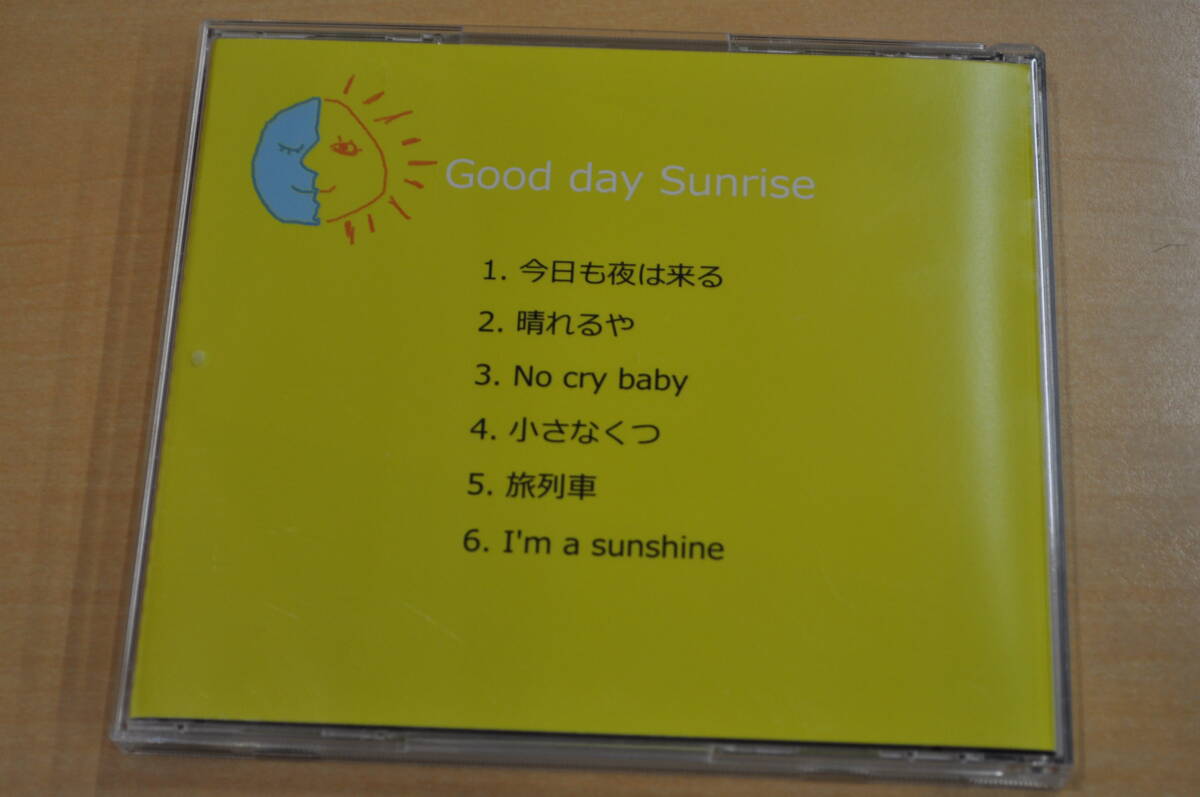 Good day Sunrise
1. 今日も夜は来る
2. 晴れるや
3. No cry baby
4. 小さなくつ
5. 旅列車
6. I'm a sunshine